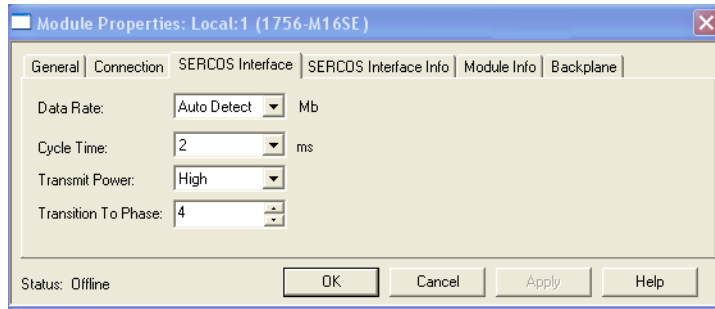 Module Properties: Local:1 (1756-M16SE)
General Connection SERCOS Interface SERCOS Interface Info Module Info Backplane
Data Rate: Auto Detect Mb
Cycle Time: 2 ms
Transmit Power: High
Transition To Phase: 4
Status: Offline OK Cancel Apply Help